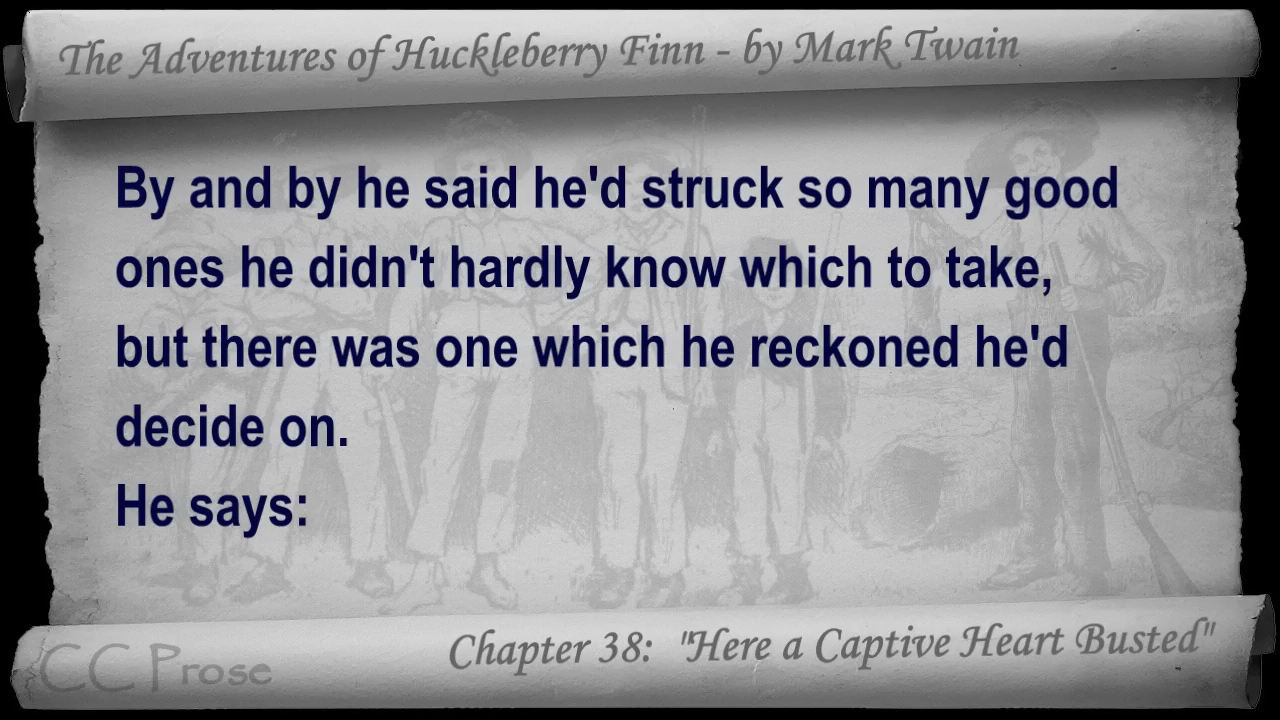 The Adventures of Huckleberry Finn - by Mark Twain
By and by he said he'd struck so many good
ones he didn't hardly know which to take,
but there was one which he reckoned he'd
decide on.
He says:
Chapter 38: "Here a Captive Heart Busted"
CC Prose